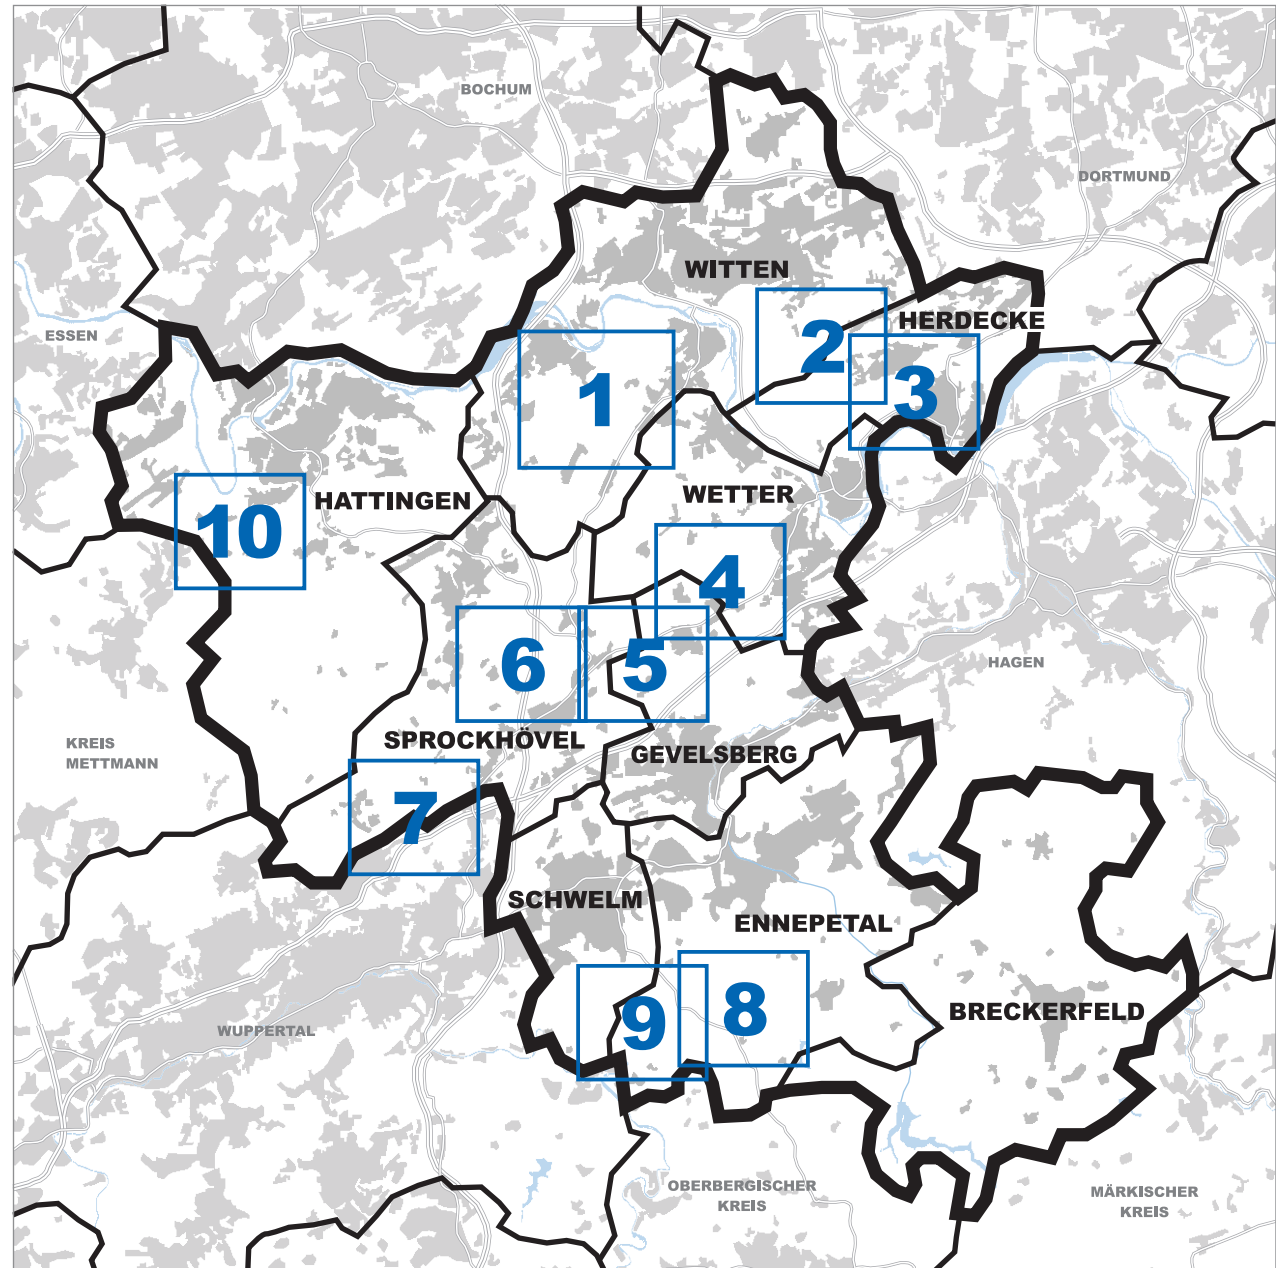 BOCHUM
DORTMUND
WITTEN
HERDECKE
ESSEN
2
3
1
HATTINGEN
WETTER
10
4
6
5
HAGEN
SPROCKHÖVEL
KREIS
METTMANN
GEVELSBERG
7
SCHWELM
ENNEPETAL
BRECKERFELD
9
8
WUPPERTAL
OBERBERGISCHER
KREIS
MÄRKISCHER
KREIS